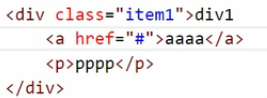 <div class="item1">div1
    <a href="#">aaaa</a>
    <p>pppp</p>
</div>